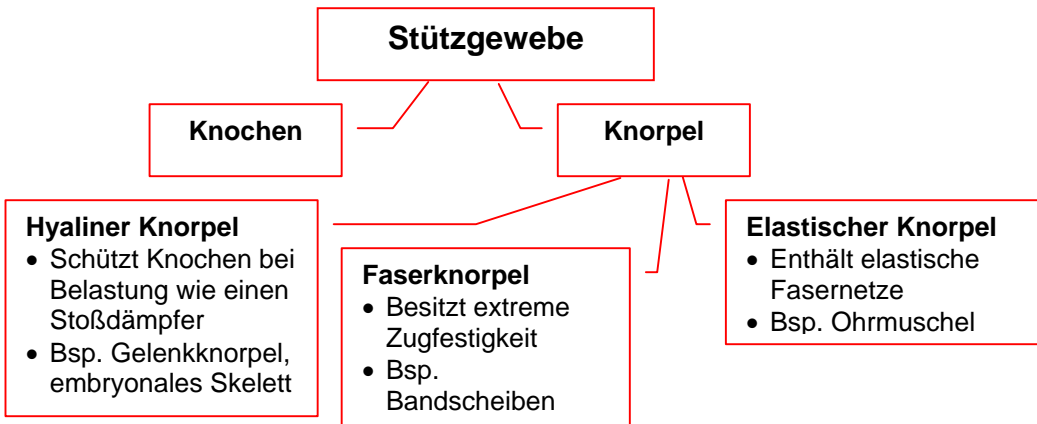 Stützgewebe
Knochen
Knorpel
Hyaliner Knorpel
• Schützt Knochen bei
Belastung wie einen
Stoßdämpfer
• Bsp. Gelenkknorpel,
embryonales Skelett
Faserknorpel
• Besitzt extreme
Zugfestigkeit
• Bsp.
Bandscheiben
Elastischer Knorpel
• Enthält elastische
Fasernetze
• Bsp. Ohrmuschel